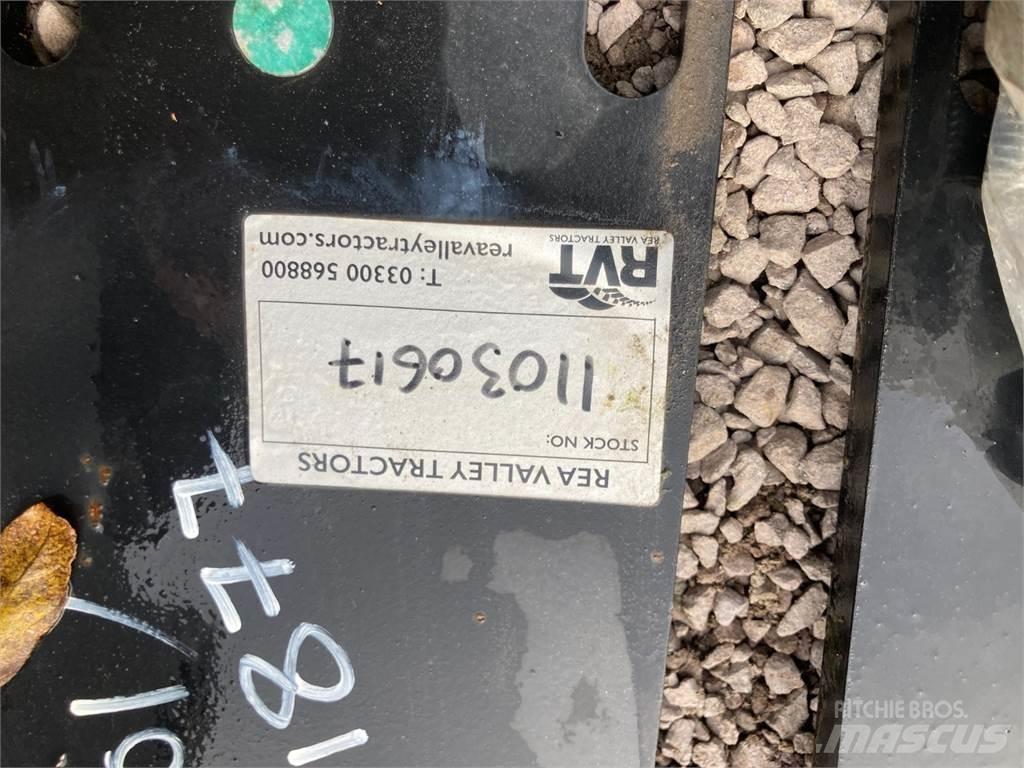 REA VALLEY TRACTORS
STOCK NO:
11030617
RVT
REA VALLEY TRACTORS
T: 03300 568800
reavalleytractors.com
RITCHIE BROS.
MASCUS